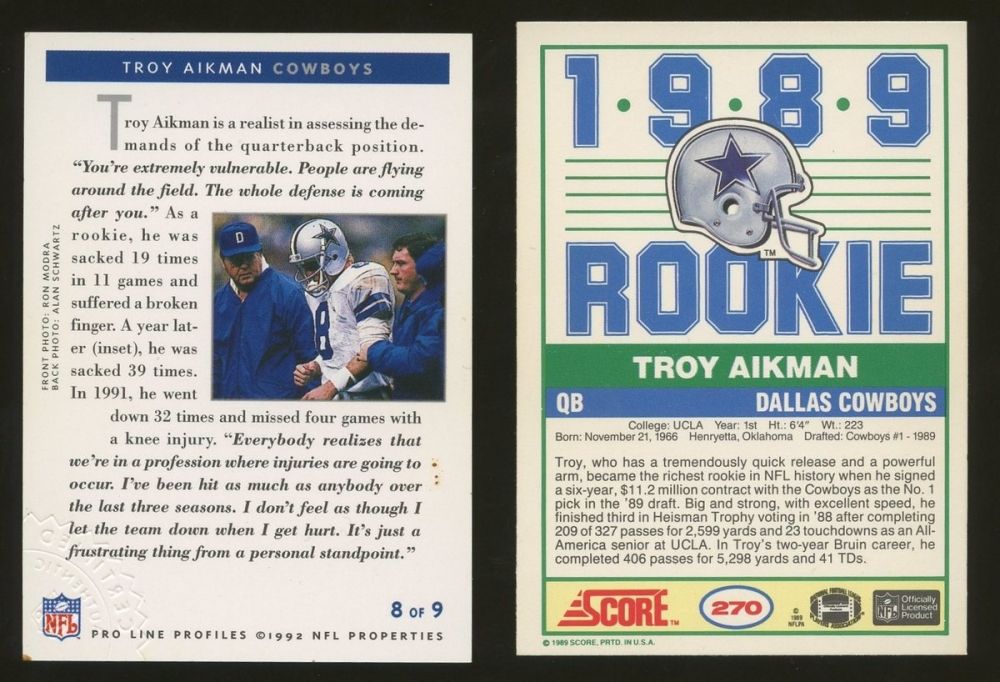 TROY AIKMAN COWBOYS
Troy Aikman is a realist in assessing the de-
mands of the quarterback position.
“You’re extremely vulnerable. People are flying
around the field. The whole defense is coming
after you.” As a
rookie, he was
sacked 19 times
in 11 games and
suffered a broken
finger. A year lat-
er (inset), he was
sacked 39 times.
In 1991, he went
down 32 times and missed four games with
a knee injury. “Everybody realizes that
we’re in a profession where injuries are going to
occur. I’ve been hit as much as anybody over
the last three seasons. I don’t feel as though I
let the team down when I get hurt. It’s just a
frustrating thing from a personal standpoint.”
FRONT PHOTO: RON MODRA
BACK PHOTO: ALAN SCHWARTZ
D
8
NFL
8 OF 9
PRO LINE PROFILES ©1992 NFL PROPERTIES
1·9·8·9
TM
ROOKIE
TROY AIKMAN
QB DALLAS COWBOYS
College: UCLA Year: 1st Ht.: 6'4" Wt.: 223
Born: November 21, 1966 Henryetta, Oklahoma Drafted: Cowboys #1 - 1989
Troy, who has a tremendously quick release and a powerful
arm, became the richest rookie in NFL history when he signed
a six-year, $11.2 million contract with the Cowboys as the No. 1
pick in the '89 draft. Big and strong, with excellent speed, he
finished third in Heisman Trophy voting in '88 after completing
209 of 327 passes for 2,599 yards and 23 touchdowns as an All-
America senior at UCLA. In Troy's two-year Bruin career, he
completed 406 passes for 5,298 yards and 41 TDs.
SCORE TM
270
© 1989 NFLPA
NFL
Officially
Licensed
Product
© 1989 SCORE, PRTD. IN U.S.A.